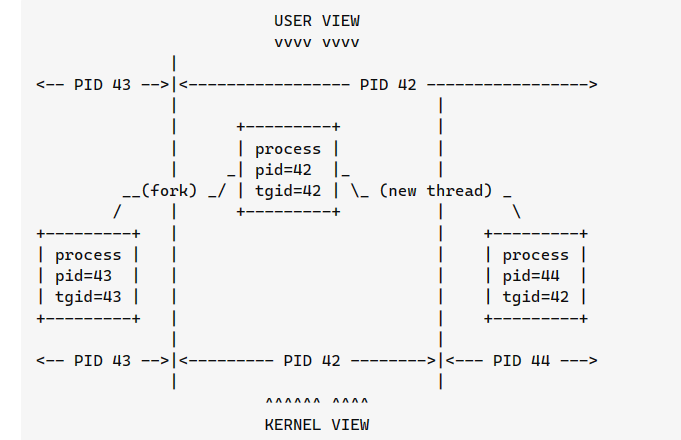 USER VIEW
                         vvvv vvvv
              |
<-- PID 43 -->|<----------------- PID 42 ----------------->
              |                           |
              |      +---------+          |
              |      | process |          |
              |     _| pid=42  |_         |
         __(fork) _/ | tgid=42 | \_ (new thread) _
        /     |      +---------+          |       \
+---------+   |                           |    +---------+
| process |   |                           |    | process |
| pid=43  |   |                           |    | pid=44  |
| tgid=43 |   |                           |    | tgid=42 |
+---------+   |                           |    +---------+
              |                           |
<-- PID 43 -->|<--------- PID 42 -------->|<--- PID 44 --->
              |                           |
                        ^^^^^^ ^^^^
                        KERNEL VIEW